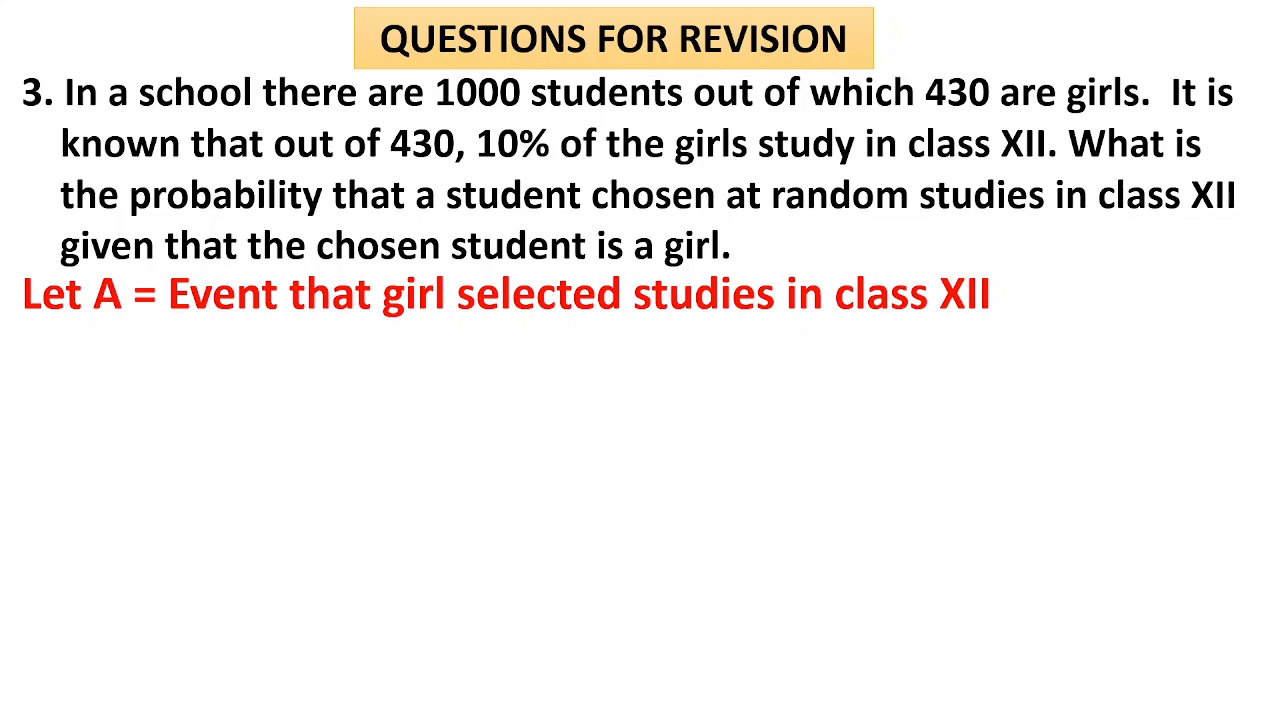 QUESTIONS FOR REVISION
3. In a school there are 1000 students out of which 430 are girls.  It is
known that out of 430, 10% of the girls study in class XII. What is
the probability that a student chosen at random studies in class XII
given that the chosen student is a girl.
Let A = Event that girl selected studies in class XII